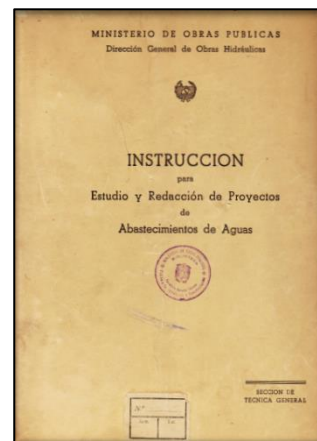 MINISTERIO DE OBRAS PUBLICAS
Dirección General de Obras Hidráulicas
INSTRUCCION
para
Estudio y Redacción de Proyectos
de
Abastecimientos de Aguas
SECCION DE
TECNICA GENERAL
Nº